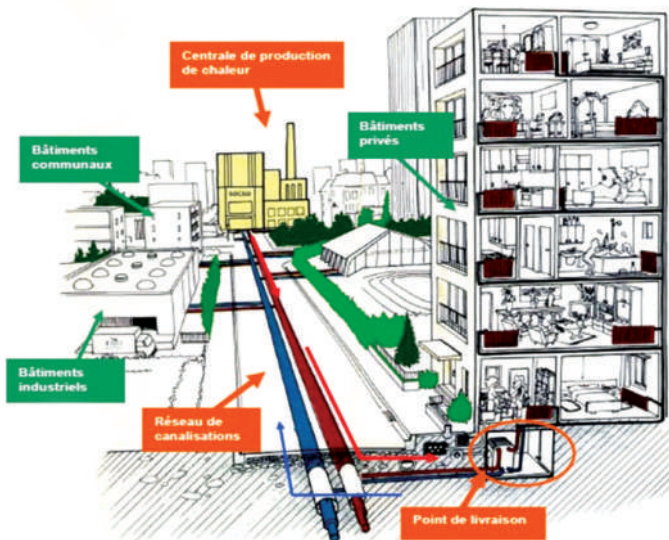 Centrale de production
de chaleur
Bâtiments
communaux
Bâtiments
privés
Bâtiments
industriels
Réseau de
canalisations
Point de livraison